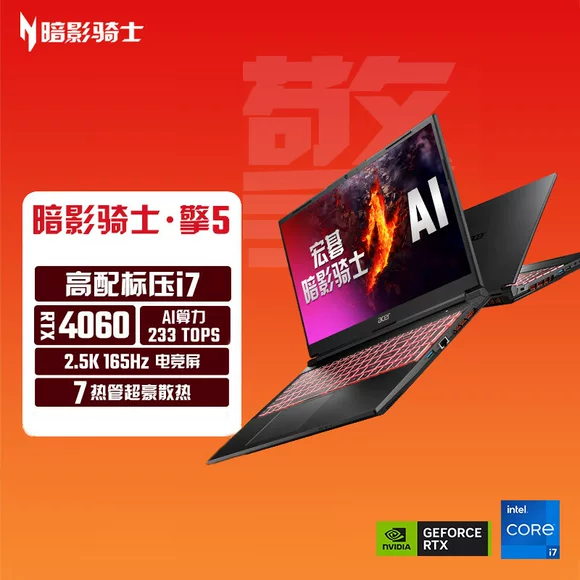 暗影骑士
擎
暗影骑士·擎5
高配标压i7
RTX 4060 AI算力 233 TOPS
2.5K 165Hz 电竞屏
7热管超豪散热
宏碁
暗影骑士
AI
acer
acer
NVIDIA
GEFORCE RTX
intel
CORE
i7